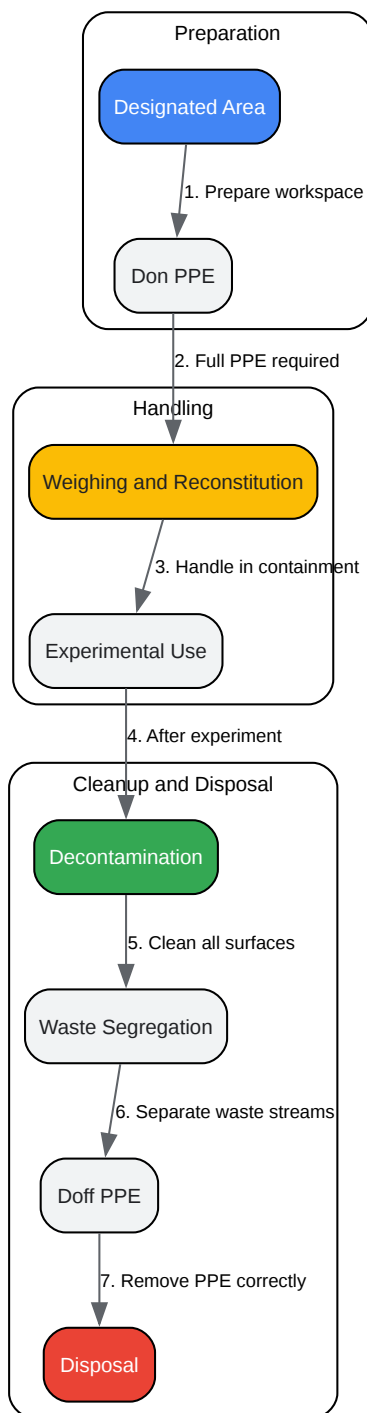 Preparation
Designated Area
1. Prepare workspace
Don PPE
2. Full PPE required
Handling
Weighing and Reconstitution
3. Handle in containment
Experimental Use
4. After experiment
Cleanup and Disposal
Decontamination
5. Clean all surfaces
Waste Segregation
6. Separate waste streams
Doff PPE
7. Remove PPE correctly
Disposal